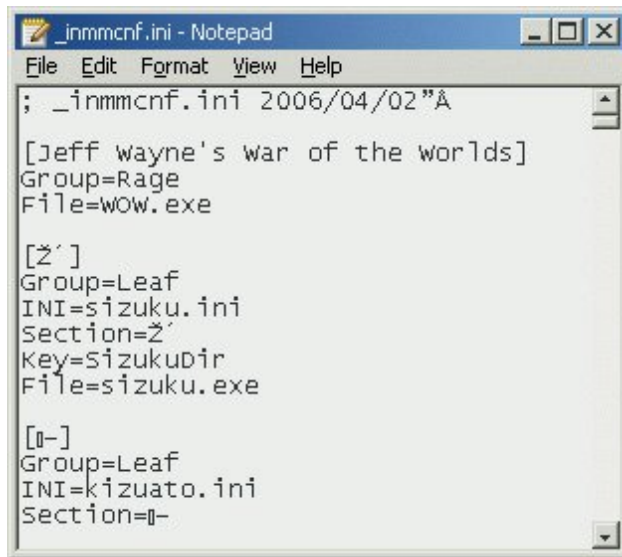 _inmmcnf.ini - Notepad
File Edit Format View Help
; _inmmcnf.ini 2006/04/02”Å
[Jeff Wayne's War of the Worlds]
Group=Rage
File=WOW.exe
[Ž´]
Group=Leaf
INI=sizuku.ini
Section=Ž´
Key=SizukuDir
File=sizuku.exe
[▯-]
Group=Leaf
INI=kizuato.ini
Section=▯-